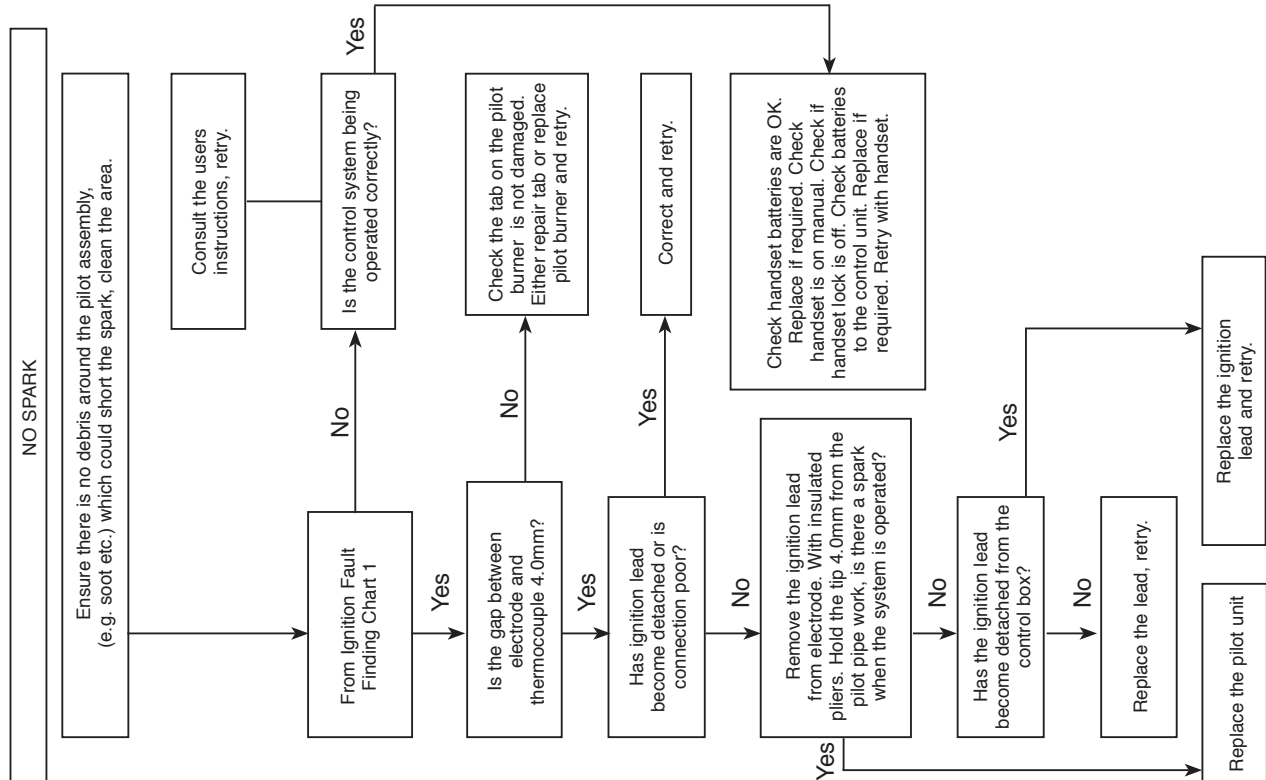 NO SPARK
Ensure there is no debris around the pilot assembly,
(e.g. soot etc.) which could short the spark, clean the area.
Consult the users
instructions, retry.
From Ignition Fault
Finding Chart 1
No
Is the control system being
operated correctly?
Yes
Yes
Is the gap between
electrode and
thermocouple 4.0mm?
No
Check the tab on the pilot
burner is not damaged.
Either repair tab or replace
pilot burner and retry.
Yes
Has ignition lead
become detached or is
connection poor?
Yes
Correct and retry.
No
Remove the ignition lead
from electrode. With insulated
pliers. Hold the tip 4.0mm from the
pilot pipe work, is there a spark
when the system is operated?
Check handset batteries are OK.
Replace if required. Check
handset is on manual. Check if
handset lock is off. Check batteries
to the control unit. Replace if
required. Retry with handset.
Yes
No
Has the ignition lead
become detached from the
control box?
Yes
No
Replace the lead, retry.
Replace the pilot unit
Replace the ignition
lead and retry.